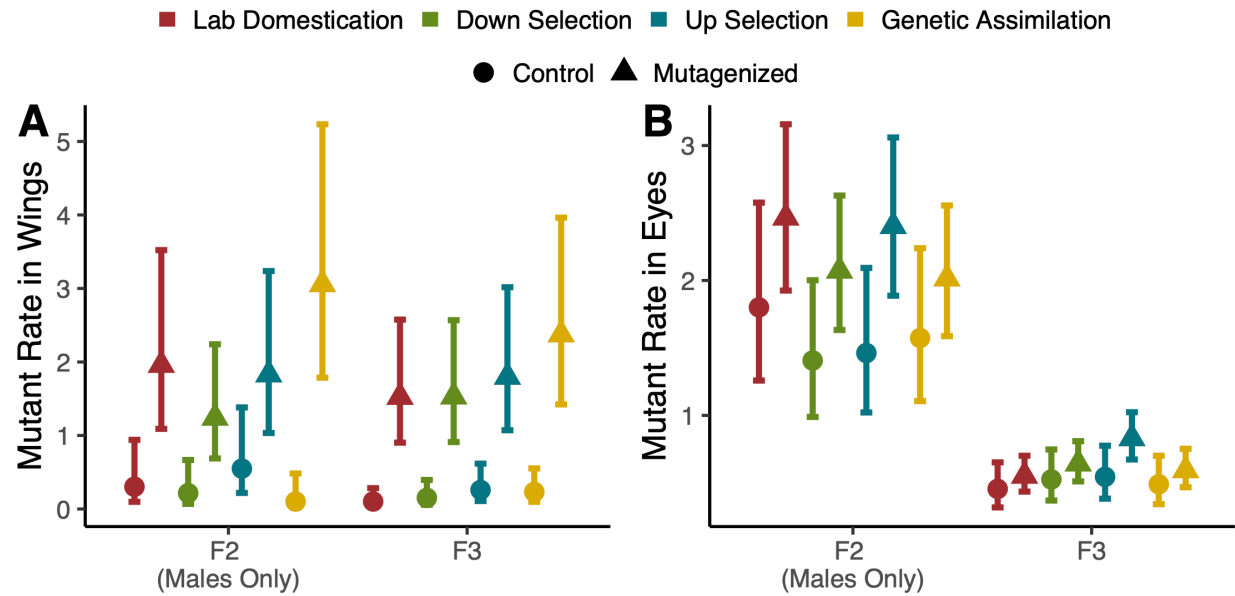 Lab Domestication Down Selection Up Selection Genetic Assimilation
Control Mutagenized
A
Mutant Rate in Wings
5
4
3
2
1
0
F2
(Males Only)
F3
B
Mutant Rate in Eyes
3
2
1
F2
(Males Only)
F3